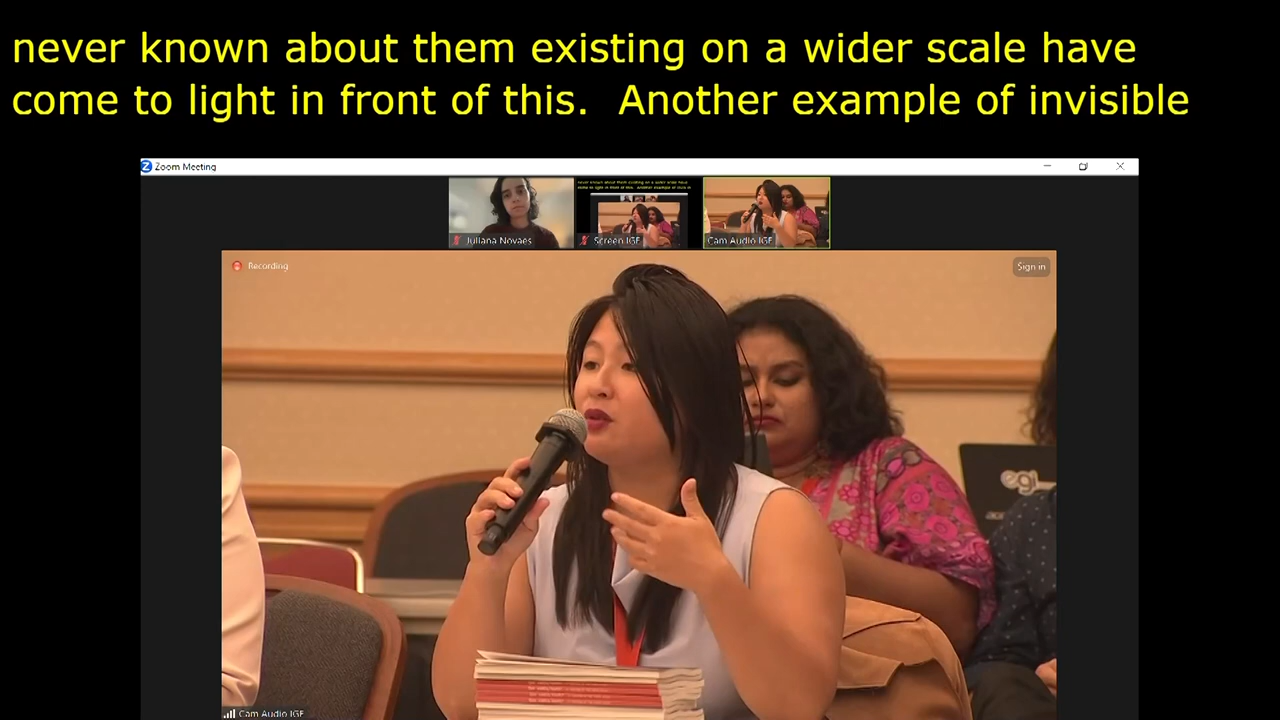 never known about them existing on a wider scale have
come to light in front of this.  Another example of invisible
Zoom Meeting
Juliana Novaes
Screen IGF
Cam Audio IGF
Recording
Sign in
Cam Audio IGF